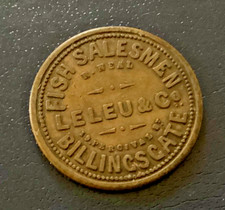 FISH SALESMEN
LE LEU & Co
BILLINGSGATE